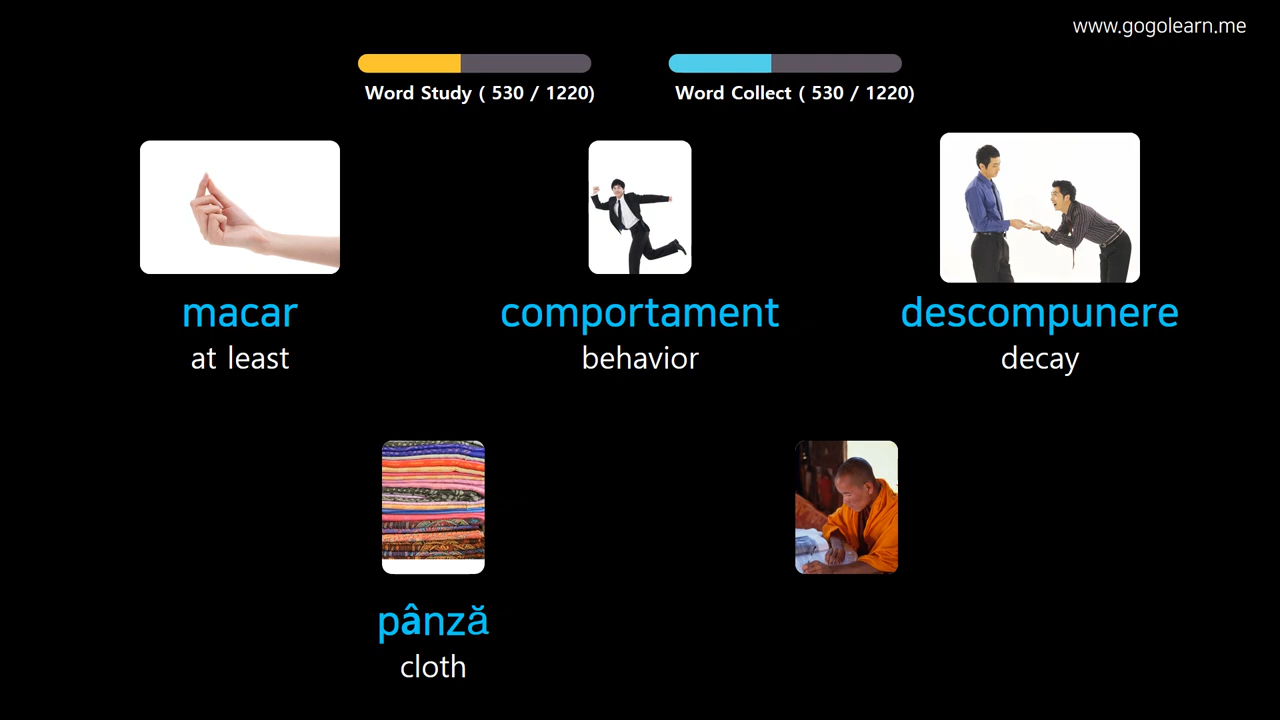 www.gogolearn.me
Word Study ( 530 / 1220)
Word Collect ( 530 / 1220)
macar
at least
comportament
behavior
descompunere
decay
pânză
cloth